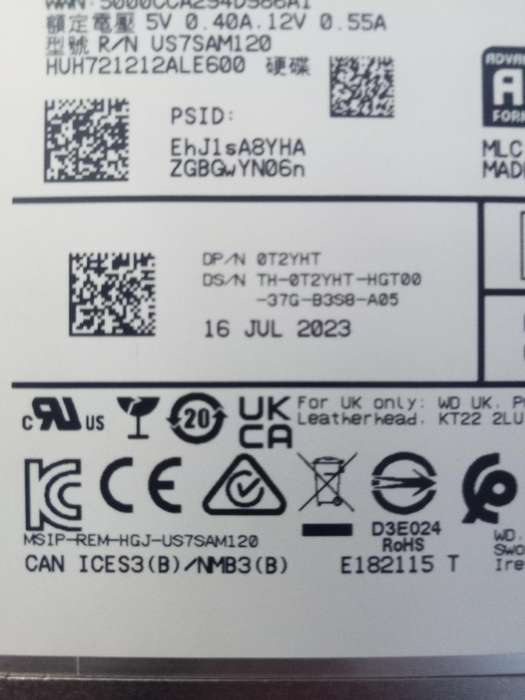 額定電壓 5V 0.40A.12V 0.55A
型號 R/N US7SAM120
HUH721212ALE600 硬碟
PSID:
EhJ1sA8YHA
ZGBGwYN06n
MLC
DP/N 0T2YHT
DS/N TH-0T2YHT-HGT00
-37G-B3S8-A05
16 JUL 2023
c US
20
UK
CA
For UK only: WD UK,
Leatherhead, KT22 2LU
CE
D3E024
RoHS
MSIP-REM-HGJ-US7SAM120
CAN ICES3(B)/NMB3(B)
E182115 T
WD.